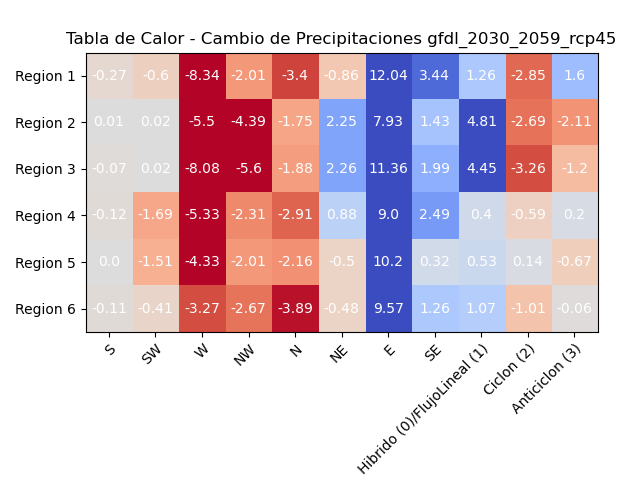 Tabla de Calor - Cambio de Precipitaciones gfdl_2030_2059_rcp45
Region 1 -0.27 -0.6 -8.34 -2.01 -3.4 -0.86 12.04 3.44 1.26 -2.85 1.6
Region 2 0.01 0.02 -5.5 -4.39 -1.75 2.25 7.93 1.43 4.81 -2.69 -2.11
Region 3 -0.07 0.02 -8.08 -5.6 -1.88 2.26 11.36 1.99 4.45 -3.26 -1.2
Region 4 -0.12 -1.69 -5.33 -2.31 -2.91 0.88 9.0 2.49 0.4 -0.59 0.2
Region 5 0.0 -1.51 -4.33 -2.01 -2.16 -0.5 10.2 0.32 0.53 0.14 -0.67
Region 6 -0.11 -0.41 -3.27 -2.67 -3.89 -0.48 9.57 1.26 1.07 -1.01 -0.06
S SW W NW N NE E SE Hibrido (0)/FlujoLineal (1) Ciclon (2) Anticiclon (3)